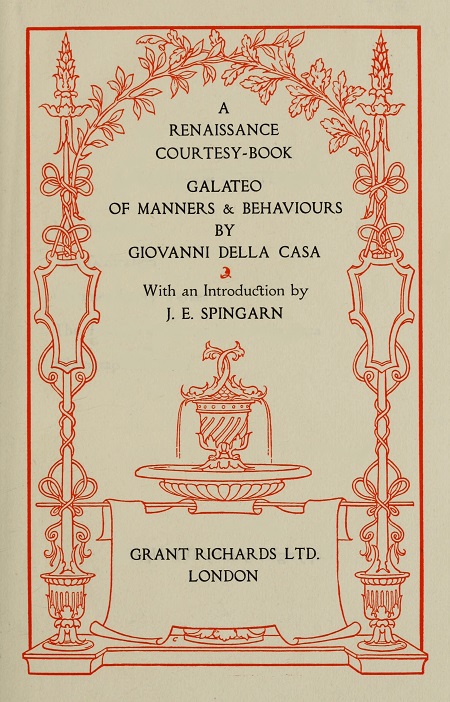 A
RENAISSANCE
COURTESY-BOOK
GALATEO
OF MANNERS & BEHAVIOURS
BY
GIOVANNI DELLA CASA
With an Introduction by
J. E. SPINGARN
GRANT RICHARDS LTD.
LONDON